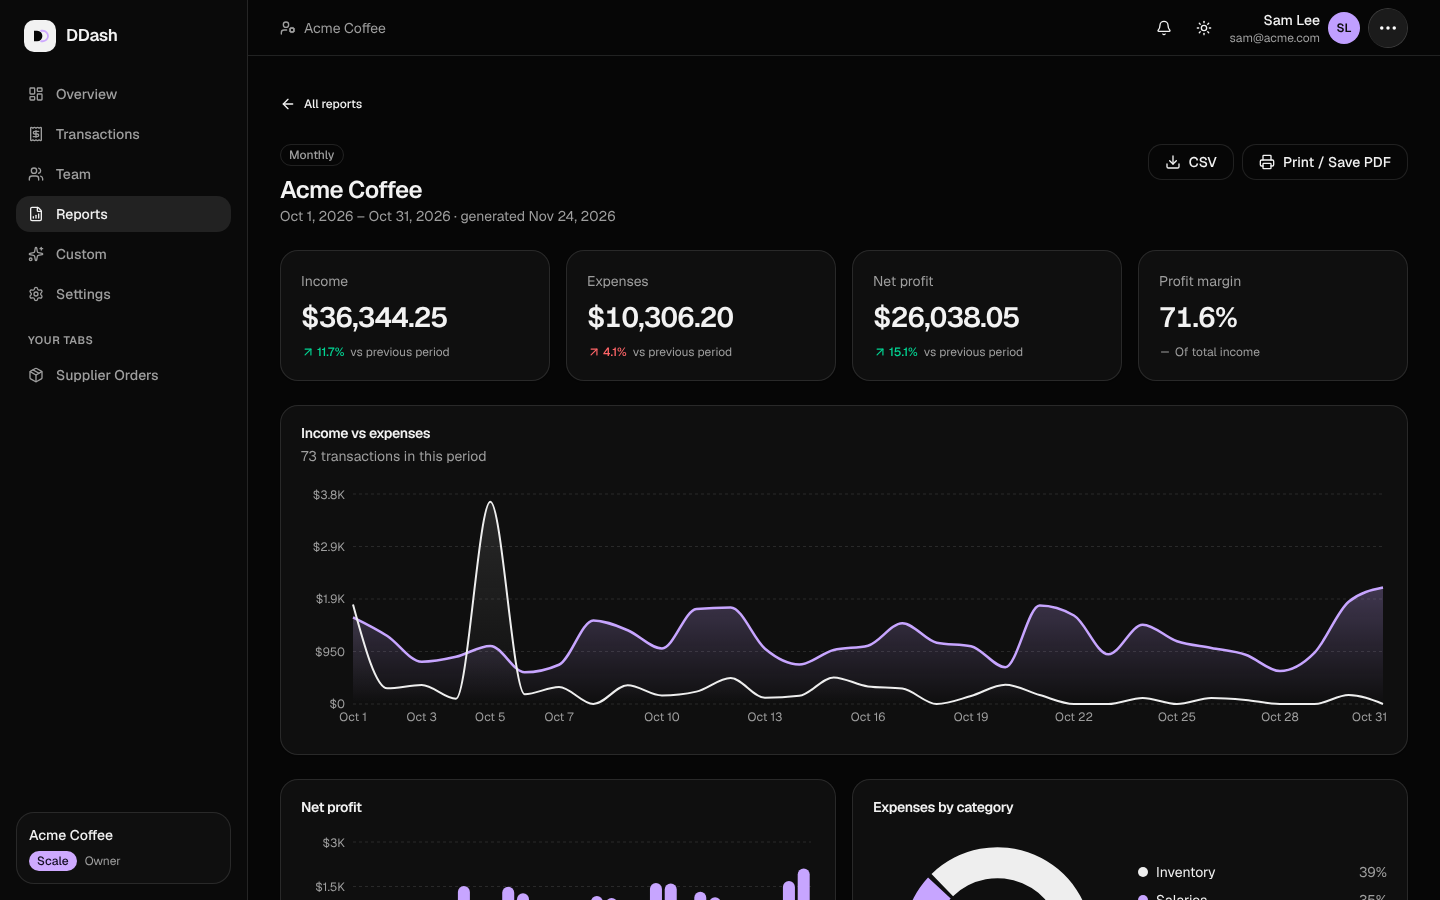 DDash
Overview
Transactions
Team
Reports
Custom
Settings
YOUR TABS
Supplier Orders
Acme Coffee
Scale Owner
Acme Coffee
Sam Lee
sam@acme.com
SL
All reports
Monthly
Acme Coffee
Oct 1, 2026 – Oct 31, 2026 · generated Nov 24, 2026
CSV
Print / Save PDF
Income
$36,344.25
11.7% vs previous period
Expenses
$10,306.20
4.1% vs previous period
Net profit
$26,038.05
15.1% vs previous period
Profit margin
71.6%
Of total income
Income vs expenses
73 transactions in this period
$3.8K
$2.9K
$1.9K
$950
$0
Oct 1 Oct 3 Oct 5 Oct 7 Oct 10 Oct 13 Oct 16 Oct 19 Oct 22 Oct 25 Oct 28 Oct 31
Net profit
$3K
$1.5K
Expenses by category
Inventory 39%
Salaries 35%